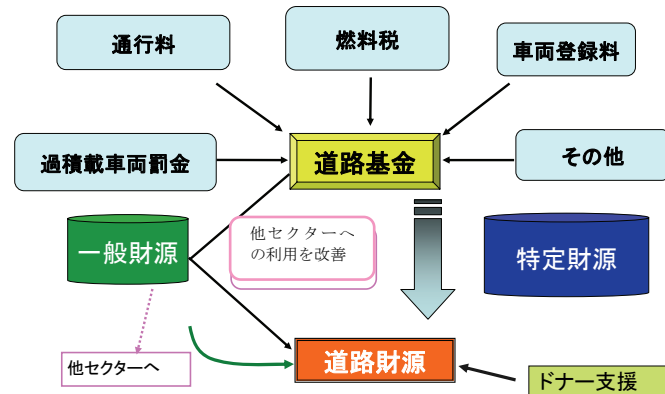 通行料
燃料税
車両登録料
過積載車両罰金
道路基金
その他
一般財源
他セクターへ
の利用を改善
特定財源
他セクターへ
道路財源
ドナー支援